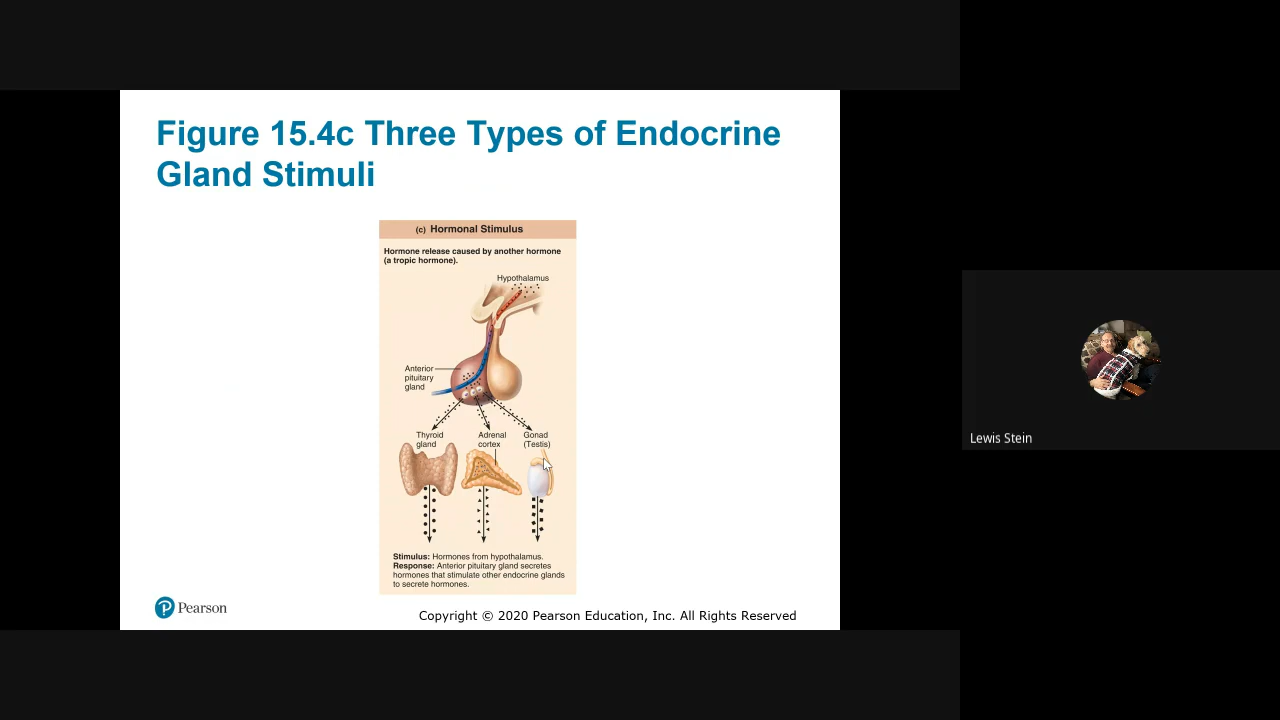 Figure 15.4c Three Types of Endocrine
Gland Stimuli
(c) Hormonal Stimulus
Hormone release caused by another hormone
(a tropic hormone).
Hypothalamus
Anterior
pituitary
gland
Thyroid
gland
Adrenal
cortex
Gonad
(Testis)
Stimulus: Hormones from hypothalamus.
Response: Anterior pituitary gland secretes
hormones that stimulate other endocrine glands
to secrete hormones.
P Pearson
Copyright © 2020 Pearson Education, Inc. All Rights Reserved
Lewis Stein